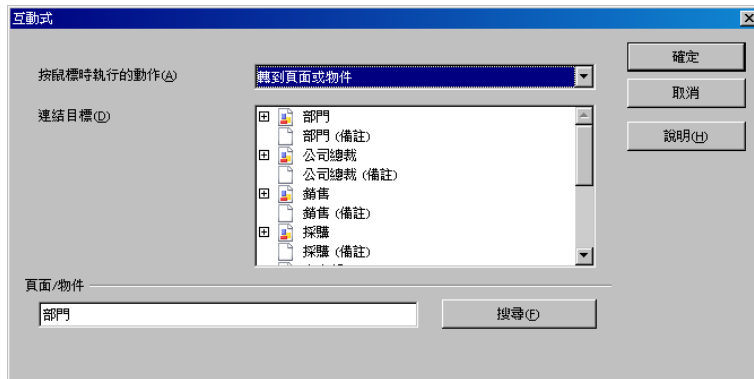 互動式
按鼠標時執行的動作(A)
轉到頁面或物件
確定
取消
說明(H)
連結目標(D)
部門
部門 (備註)
公司總裁
公司總裁 (備註)
銷售
銷售 (備註)
採購
採購 (備註)
頁面/物件
部門
搜尋(F)